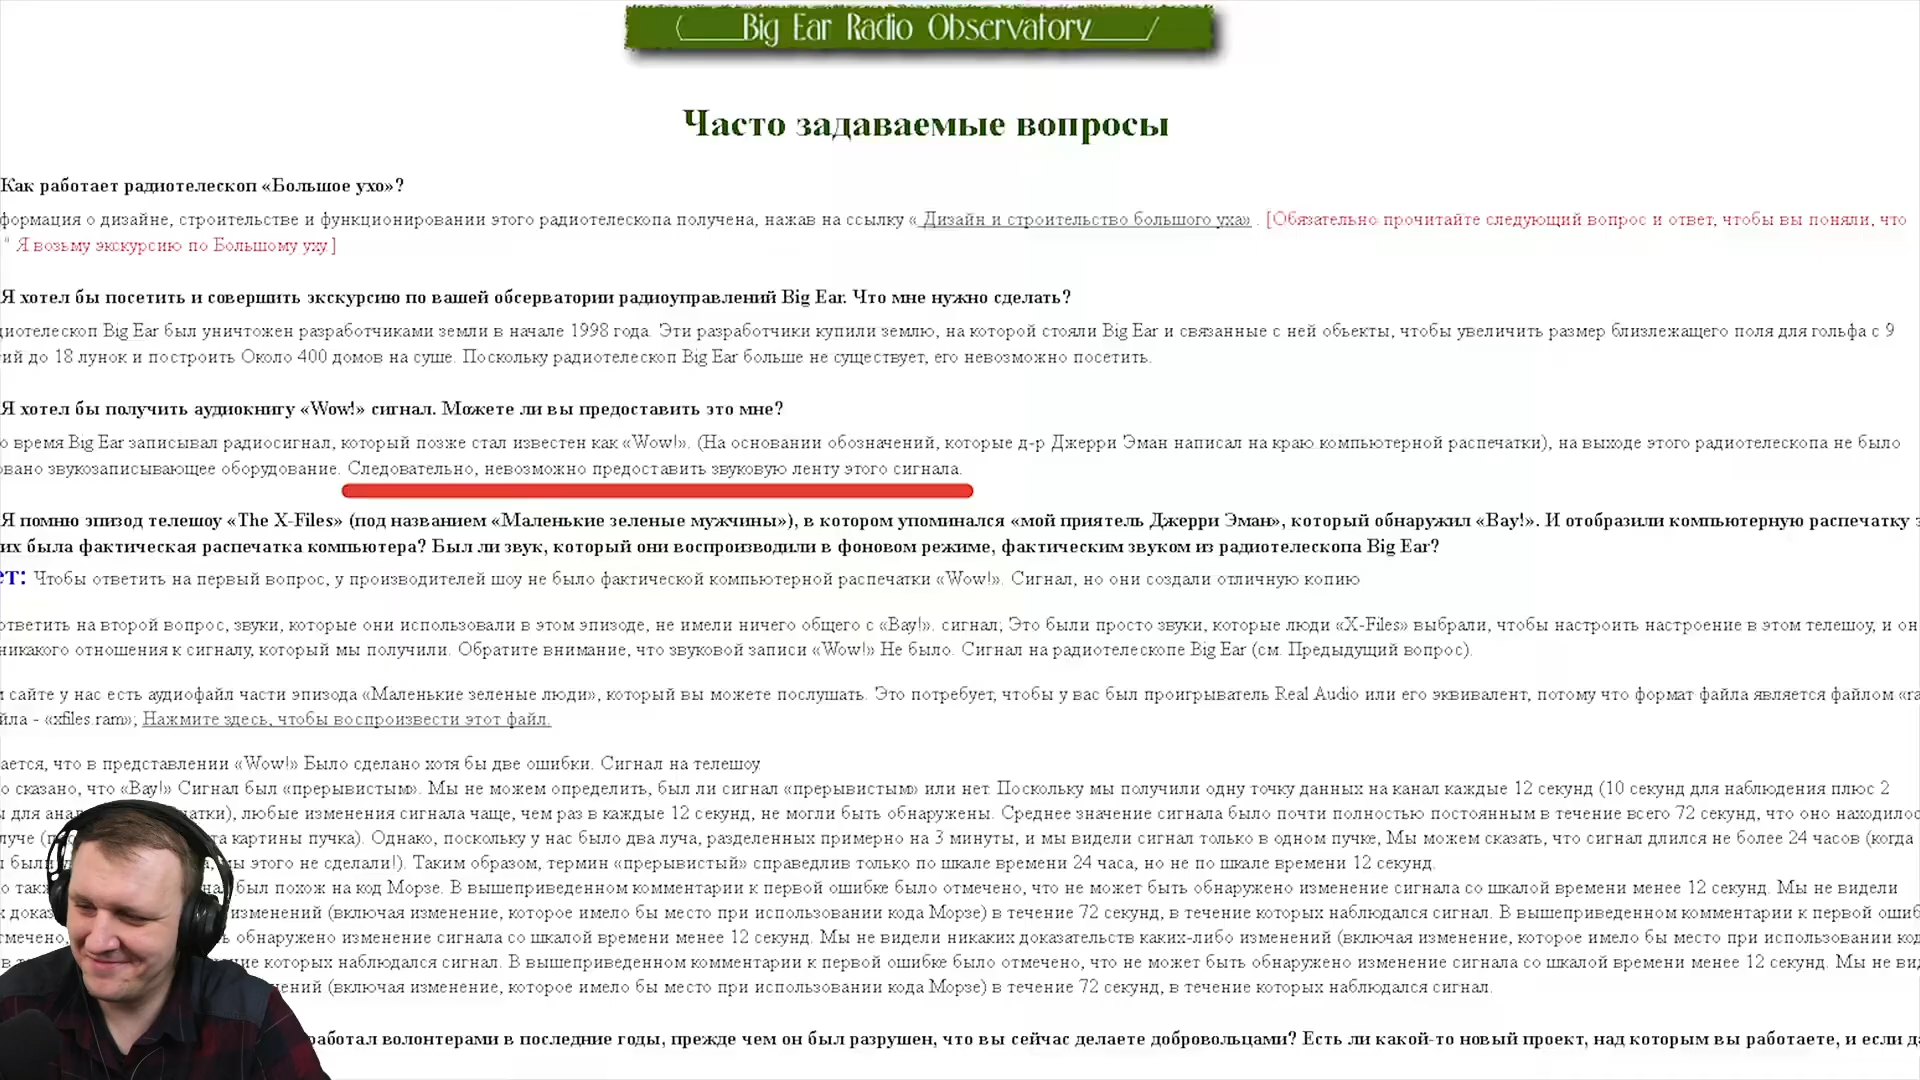 Big Ear Radio Observatory
Часто задаваемые вопросы
Как работает радиотелескоп «Большое ухо»?
формация о дизайне, строительстве и функционировании этого радиотелескопа получена, нажав на ссылку « Дизайн и строительство большого уха» . [Обязательно прочитайте следующий вопрос и ответ, чтобы вы поняли, что
" Я возьму экскурсию по Большому уху ]
Я хотел бы посетить и совершить экскурсию по вашей обсерватории радиоуправлений Big Ear. Что мне нужно сделать?
диотелескоп Big Ear был уничтожен разработчиками земли в начале 1998 года. Эти разработчики купили землю, на которой стояли Big Ear и связанные с ней объекты, чтобы увеличить размер близлежащего поля для гольфа с 9
ий до 18 лунок и построить Около 400 домов на суше. Поскольку радиотелескоп Big Ear больше не существует, его невозможно посетить.
Я хотел бы получить аудиокнигу «Wow!» сигнал. Можете ли вы предоставить это мне?
о время Big Ear записывал радиосигнал, который позже стал известен как «Wow!». (На основании обозначений, которые д-р Джерри Эман написал на краю компьютерной распечатки), на выходе этого радиотелескопа не было
овано звукозаписывающее оборудование. Следовательно, невозможно предоставить звуковую ленту этого сигнала.
Я помню эпизод телешоу «The X-Files» (под названием «Маленькие зеленые мужчины»), в котором упоминался «мой приятель Джерри Эман», который обнаружил «Вау!». И отобразили компьютерную распечатку
их была фактическая распечатка компьютера? Был ли звук, который они воспроизводили в фоновом режиме, фактическим звуком из радиотелескопа Big Ear?
ет: Чтобы ответить на первый вопрос, у производителей шоу не было фактической компьютерной распечатки «Wow!». Сигнал, но они создали отличную копию
ответить на второй вопрос, звуки, которые они использовали в этом эпизоде, не имели ничего общего с «Вау!». сигнал; Это были просто звуки, которые люди «X-Files» выбрали, чтобы настроить настроение в этом телешоу, и он
никакого отношения к сигналу, который мы получили. Обратите внимание, что звуковой записи «Wow!» Не было. Сигнал на радиотелескопе Big Ear (см. Предыдущий вопрос).
м сайте у нас есть аудиофайл части эпизода «Маленькие зеленые люди», который вы можете послушать. Это потребует, чтобы у вас был проигрыватель Real Audio или его эквивалент, потому что формат файла является файлом «ra
йла - «xfiles.ram»; Нажмите здесь, чтобы воспроизвести этот файл.
ается, что в представлении «Wow!» Было сделано хотя бы две ошибки. Сигнал на телешоу
о сказано, что «Вау!» Сигнал был «прерывистым». Мы не можем определить, был ли сигнал «прерывистым» или нет. Поскольку мы получили одну точку данных на канал каждые 12 секунд (10 секунд для наблюдения плюс 2
ы для ана чатки), любые изменения сигнала чаще, чем раз в каждые 12 секунд, не могли быть обнаружены. Среднее значение сигнала было почти полностью постоянным в течение всего 72 секунд, что оно находилос
луче (п та картины пучка). Однако, поскольку у нас было два луча, разделенных примерно на 3 минуты, и мы видели сигнал только в одном пучке, Мы можем сказать, что сигнал длился не более 24 часов (когда
л были мы этого не сделали!). Таким образом, термин «прерывистый» справедлив только по шкале времени 24 часа, но не по шкале времени 12 секунд.
о такж нал был похож на код Морзе. В вышеприведенном комментарии к первой ошибке было отмечено, что не может быть обнаружено изменение сигнала со шкалой времени менее 12 секунд. Мы не видели
х доказ изменений (включая изменение, которое имело бы место при использовании кода Морзе) в течение 72 секунд, в течение которых наблюдался сигнал. В вышеприведенном комментарии к первой ошиб
тмечено, ь обнаружено изменение сигнала со шкалой времени менее 12 секунд. Мы не видели никаких доказательств каких-либо изменений (включая изменение, которое имело бы место при использовании код
в т ние которых наблюдался сигнал. В вышеприведенном комментарии к первой ошибке было отмечено, что не может быть обнаружено изменение сигнала со шкалой времени менее 12 секунд. Мы не вид
нений (включая изменение, которое имело бы место при использовании кода Морзе) в течение 72 секунд, в течение которых наблюдался сигнал.
работал волонтерами в последние годы, прежде чем он был разрушен, что вы сейчас делаете добровольцами? Есть ли какой-то новый проект, над которым вы работаете, и если да